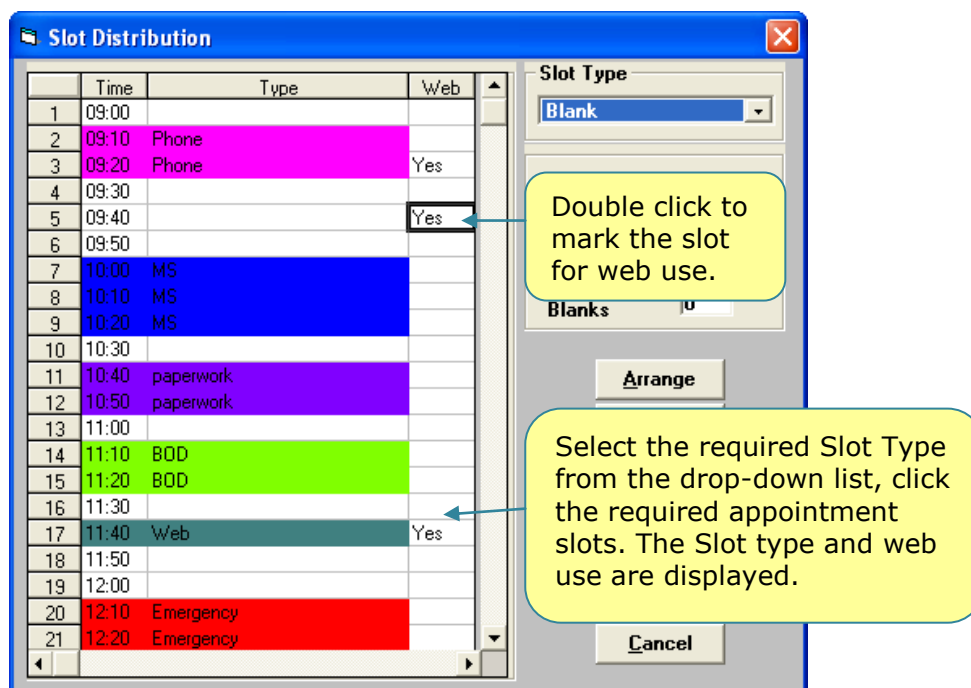 Slot Distribution
Time Type Web
1 09:00
2 09:10 Phone
3 09:20 Phone Yes
4 09:30
5 09:40 Yes
6 09:50
7 10:00 MS
8 10:10 MS
9 10:20 MS
10 10:30
11 10:40 paperwork
12 10:50 paperwork
13 11:00
14 11:10 BOD
15 11:20 BOD
16 11:30
17 11:40 Web Yes
18 11:50
19 12:00
20 12:10 Emergency
21 12:20 Emergency
Slot Type
Blank
Double click to
mark the slot
for web use.
Blanks 0
Arrange
Select the required Slot Type
from the drop-down list, click
the required appointment
slots. The Slot type and web
use are displayed.
Cancel